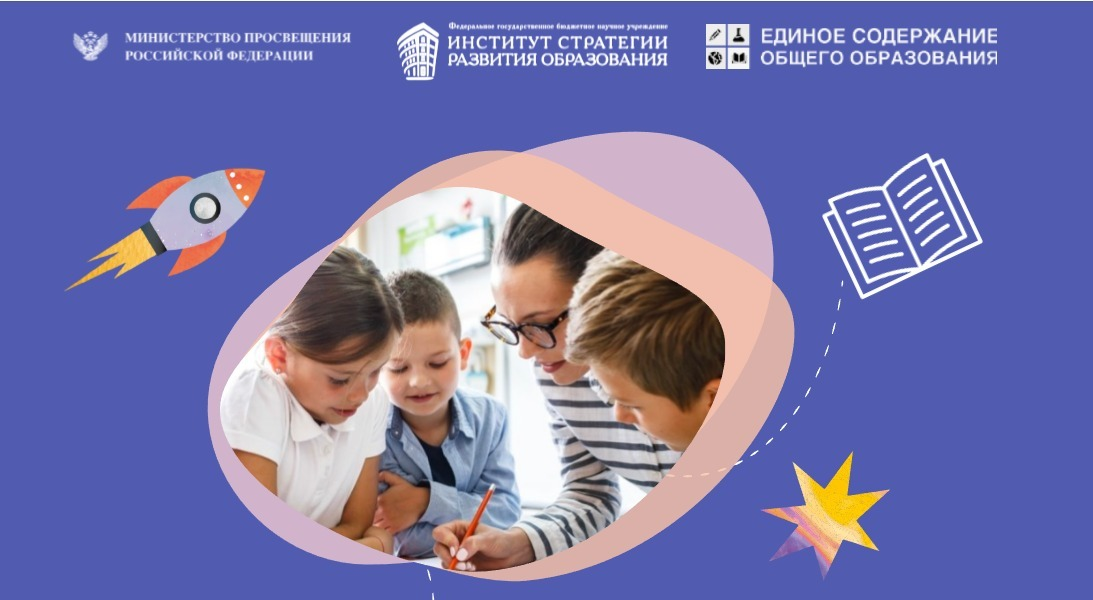 МИНИСТЕРСТВО ПРОСВЕЩЕНИЯ
РОССИЙСКОЙ ФЕДЕРАЦИИ
Федеральное государственное бюджетное научное учреждение
ИНСТИТУТ СТРАТЕГИИ
РАЗВИТИЯ ОБРАЗОВАНИЯ
ЕДИНОЕ СОДЕРЖАНИЕ
ОБЩЕГО ОБРАЗОВАНИЯ